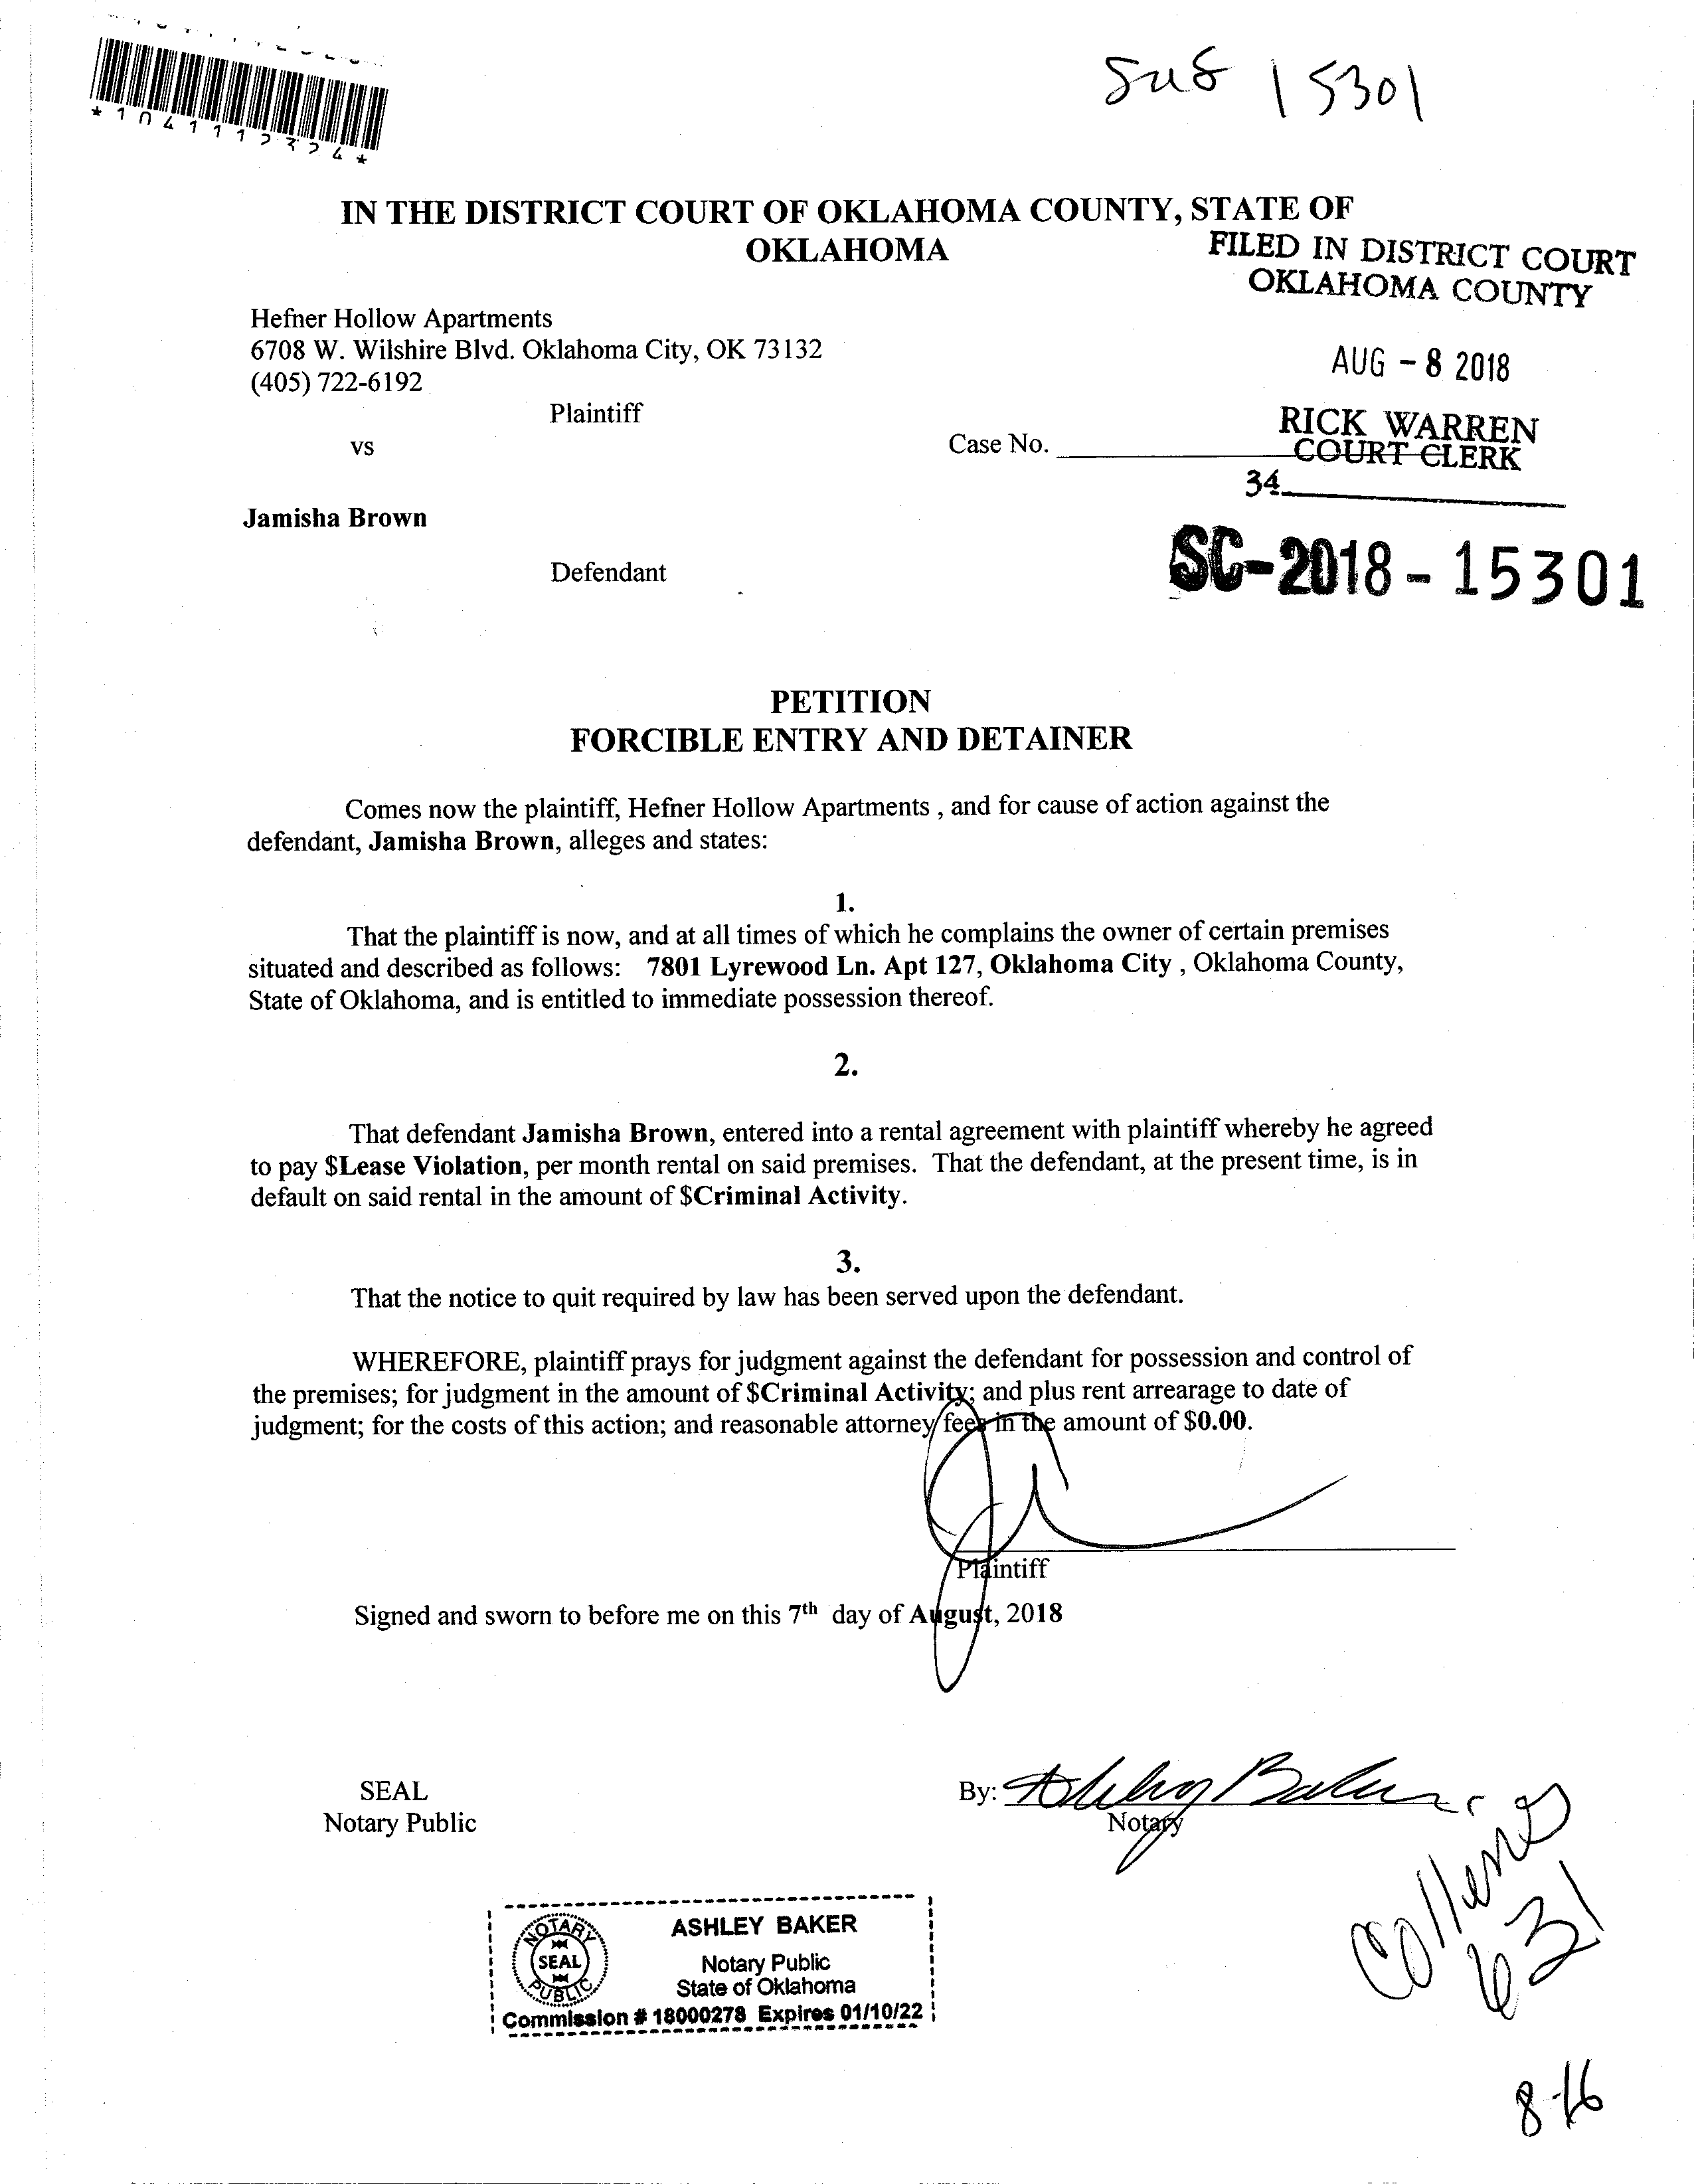 *1041112324*
15301
IN THE DISTRICT COURT OF OKLAHOMA COUNTY, STATE OF
OKLAHOMA
FILED IN DISTRICT COURT
OKLAHOMA COUNTY
Hefner Hollow Apartments
6708 W. Wilshire Blvd. Oklahoma City, OK 73132
(405) 722-6192
AUG - 8 2018
Plaintiff
RICK WARREN
COURT CLERK
vs
Case No.
34
Jamisha Brown
SC-2018-15301
Defendant
PETITION
FORCIBLE ENTRY AND DETAINER
Comes now the plaintiff, Hefner Hollow Apartments , and for cause of action against the
defendant, Jamisha Brown, alleges and states:
1.
That the plaintiff is now, and at all times of which he complains the owner of certain premises
situated and described as follows: 7801 Lyrewood Ln. Apt 127, Oklahoma City , Oklahoma County,
State of Oklahoma, and is entitled to immediate possession thereof.
2.
That defendant Jamisha Brown, entered into a rental agreement with plaintiff whereby he agreed
to pay $Lease Violation, per month rental on said premises. That the defendant, at the present time, is in
default on said rental in the amount of $Criminal Activity.
3.
That the notice to quit required by law has been served upon the defendant.
WHEREFORE, plaintiff prays for judgment against the defendant for possession and control of
the premises; for judgment in the amount of $Criminal Activity; and plus rent arrearage to date of
judgment; for the costs of this action; and reasonable attorney fees in the amount of $0.00.
Plaintiff
Signed and sworn to before me on this 7th day of August, 2018
SEAL
By: Ashley Baker
Notary Public
Notary
Collins
631
NOTARY PUBLIC
SEAL
ASHLEY BAKER
Notary Public
State of Oklahoma
Commission # 18000278 Expires 01/10/22
8-16